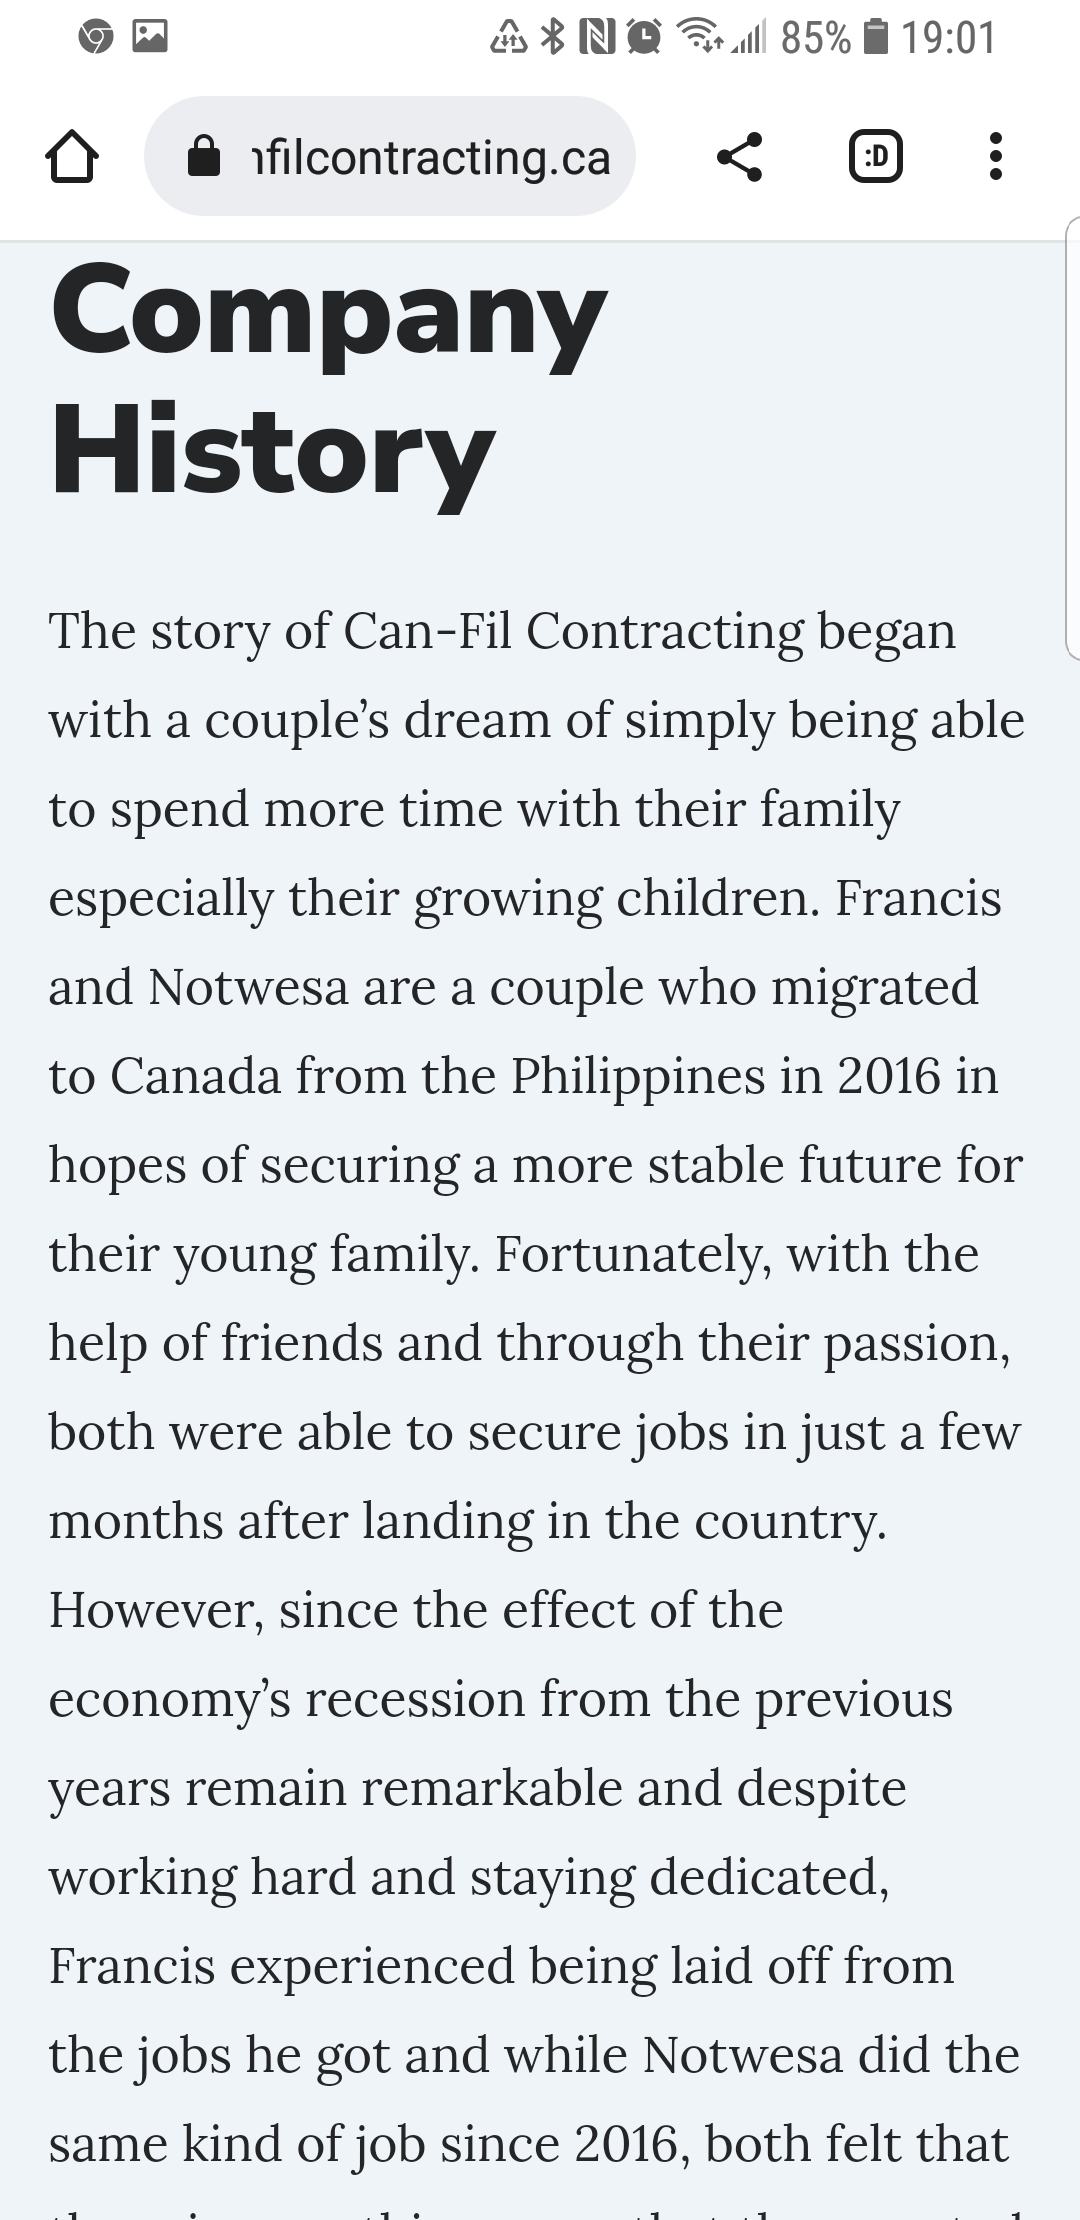 85% 19:01
nfilcontracting.ca
:D
Company
History
The story of Can-Fil Contracting began
with a couple’s dream of simply being able
to spend more time with their family
especially their growing children. Francis
and Notwesa are a couple who migrated
to Canada from the Philippines in 2016 in
hopes of securing a more stable future for
their young family. Fortunately, with the
help of friends and through their passion,
both were able to secure jobs in just a few
months after landing in the country.
However, since the effect of the
economy’s recession from the previous
years remain remarkable and despite
working hard and staying dedicated,
Francis experienced being laid off from
the jobs he got and while Notwesa did the
same kind of job since 2016, both felt that